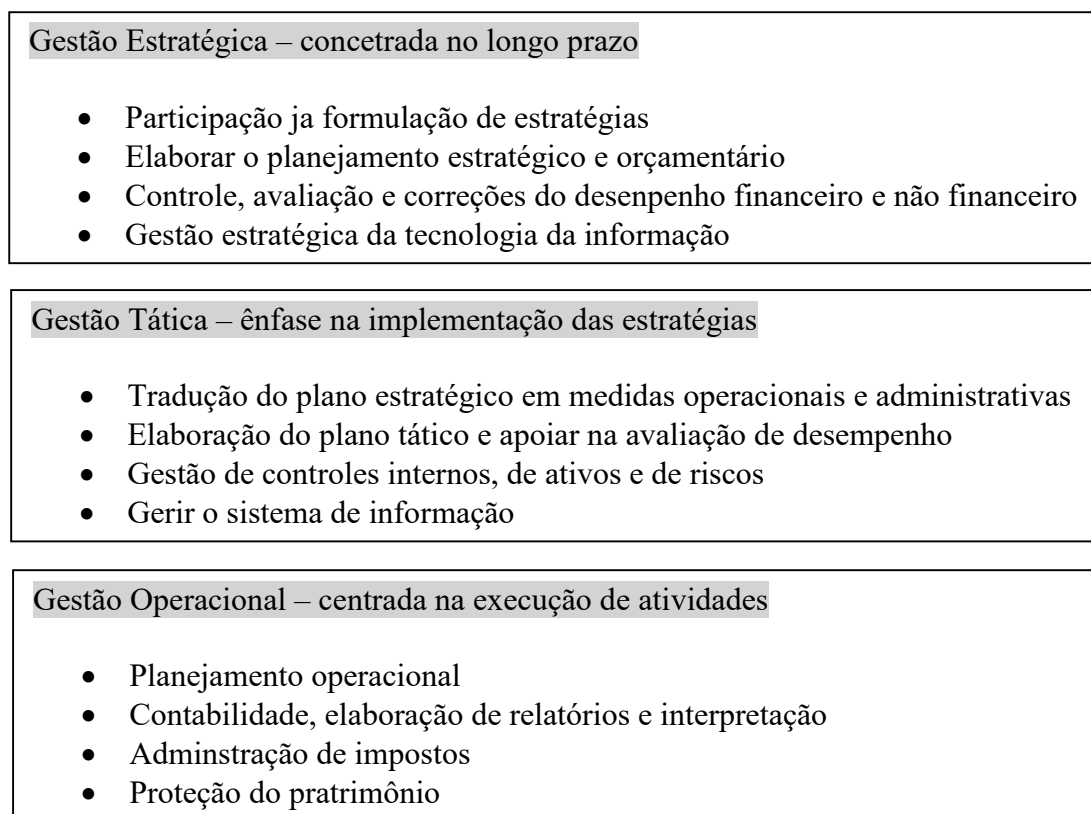 Gestão Estratégica – concetrada no longo prazo
• Participação ja formulação de estratégias
• Elaborar o planejamento estratégico e orçamentário
• Controle, avaliação e correções do desenpenho financeiro e não financeiro
• Gestão estratégica da tecnologia da informação
Gestão Tática – ênfase na implementação das estratégias
• Tradução do plano estratégico em medidas operacionais e administrativas
• Elaboração do plano tático e apoiar na avaliação de desempenho
• Gestão de controles internos, de ativos e de riscos
• Gerir o sistema de informação
Gestão Operacional – centrada na execução de atividades
• Planejamento operacional
• Contabilidade, elaboração de relatórios e interpretação
• Adminstração de impostos
• Proteção do pratrimônio